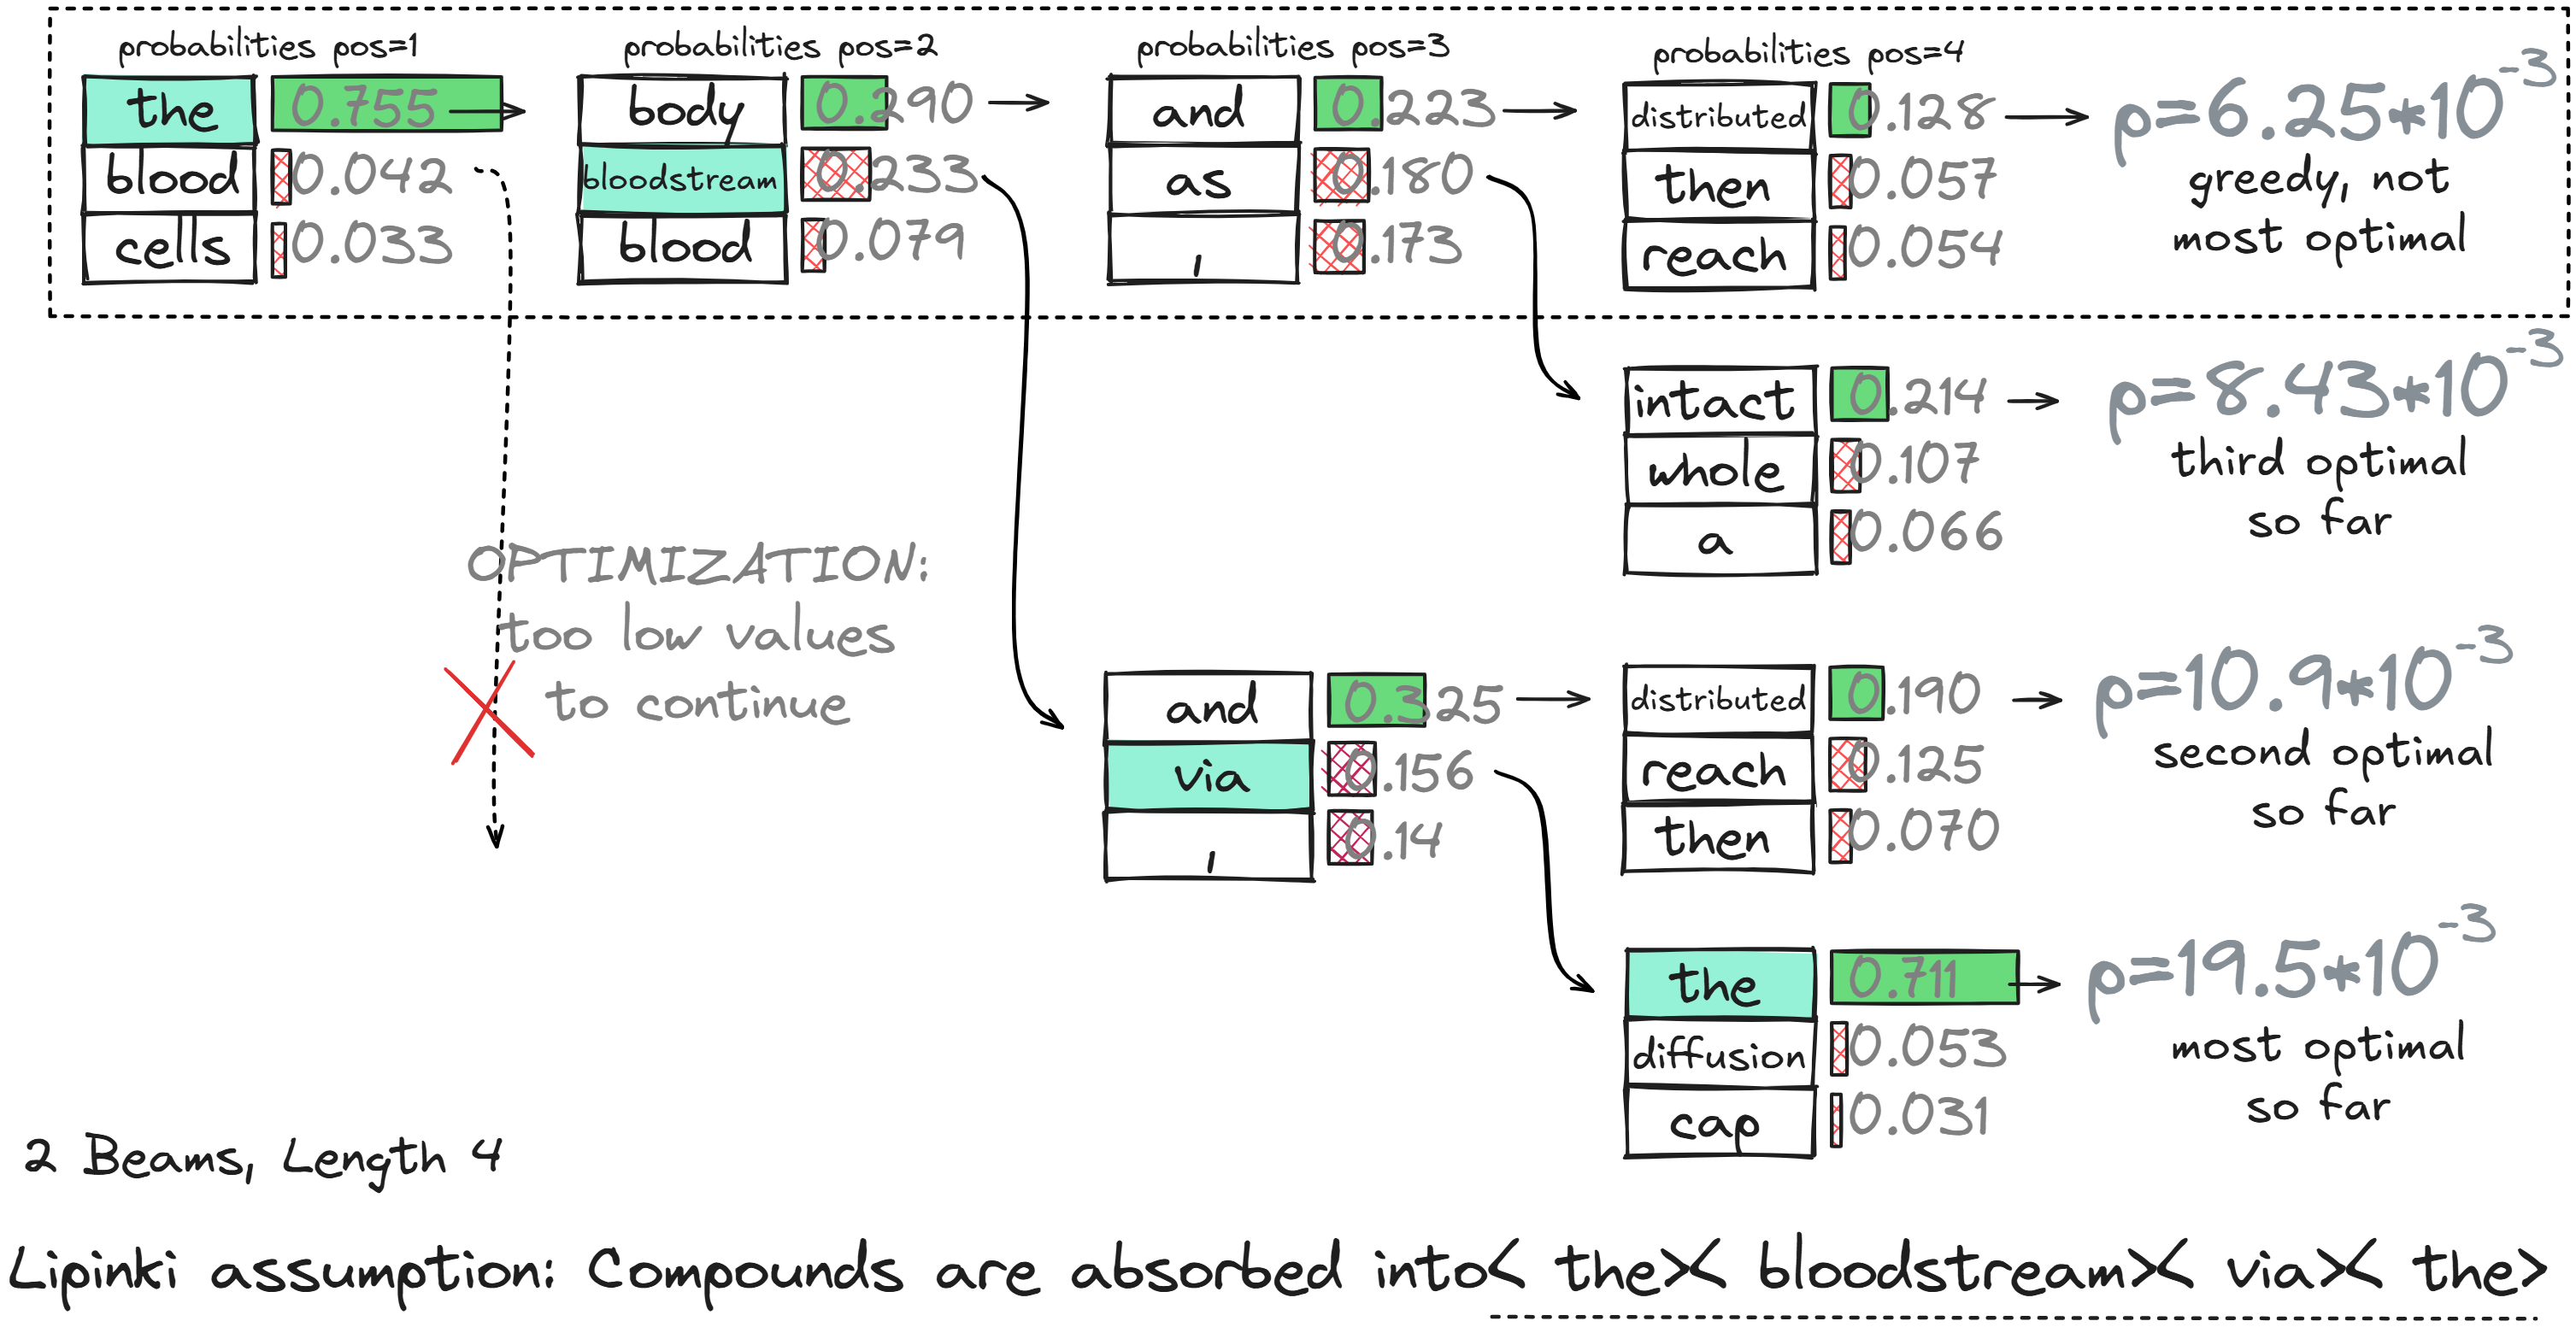 probabilities pos=1
the 0.755
blood 0.042
cells 0.033
probabilities pos=2
body 0.290
bloodstream 0.233
blood 0.079
probabilities pos=3
and 0.223
as 0.180
, 0.173
probabilities pos=4
distributed 0.128
then 0.057
reach 0.054
p=6.25*10^-3
greedy, not
most optimal
intact 0.214
whole 0.107
a 0.066
p=8.43*10^-3
third optimal
so far
OPTIMIZATION:
too low values
to continue
and 0.325
via 0.156
, 0.14
distributed 0.190
reach 0.125
then 0.070
p=10.9*10^-3
second optimal
so far
the 0.711
diffusion 0.053
cap 0.031
p=19.5*10^-3
most optimal
so far
2 Beams, Length 4
Lipinki assumption: Compounds are absorbed into< the>< bloodstream>< via>< the>